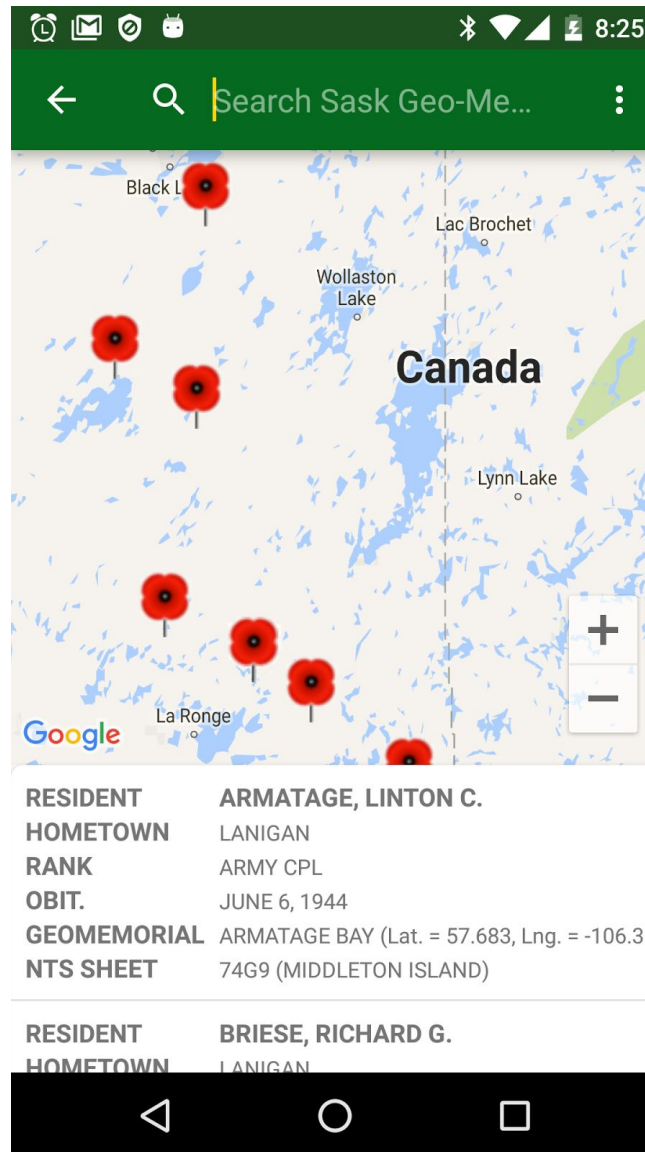 8:25
Search Sask Geo-Me...
Black L
Lac Brochet
Wollaston
Lake
Canada
Lynn Lake
+
−
La Ronge
Google
RESIDENT ARMATAGE, LINTON C.
HOMETOWN LANIGAN
RANK ARMY CPL
OBIT. JUNE 6, 1944
GEOMEMORIAL ARMATAGE BAY (Lat. = 57.683, Lng. = -106.3
NTS SHEET 74G9 (MIDDLETON ISLAND)
RESIDENT BRIESE, RICHARD G.
HOMETOWN LANIGAN